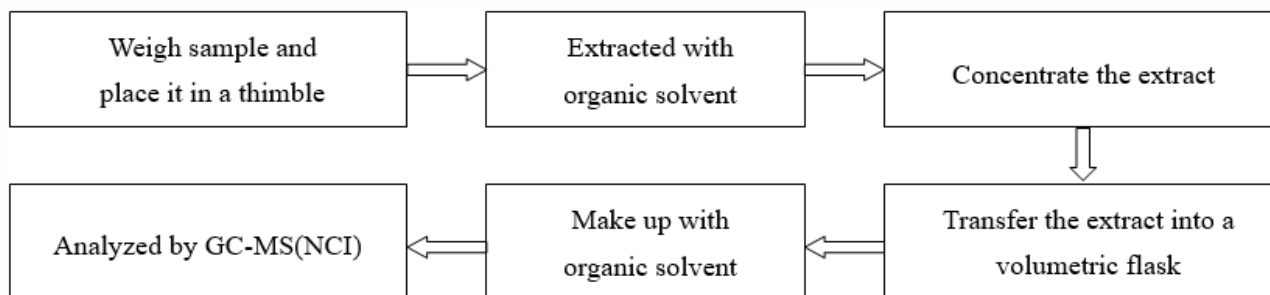 Weigh sample and
place it in a thimble
Extracted with
organic solvent
Concentrate the extract
Transfer the extract into a
volumetric flask
Make up with
organic solvent
Analyzed by GC-MS(NCI)